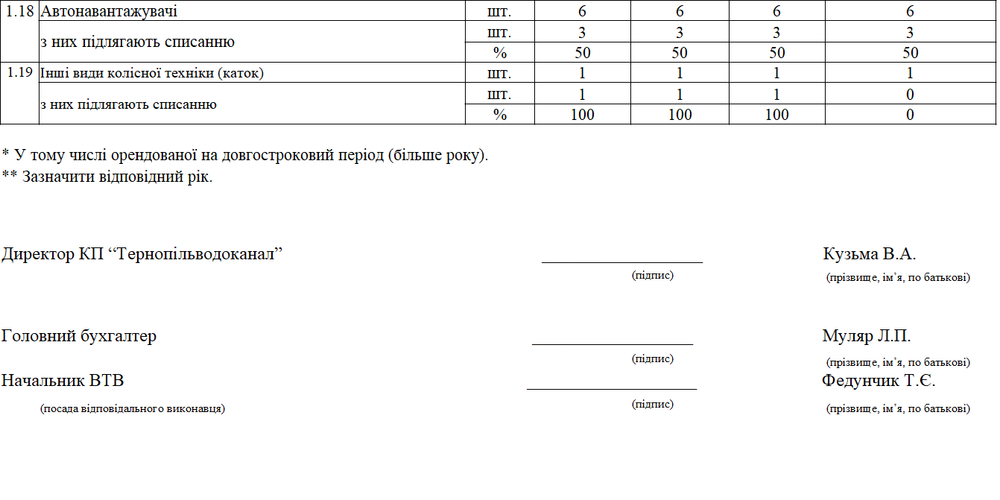 1.18 Автонавантажувачі шт. 6 6 6 6
з них підлягають списанню шт. 3 3 3 3
% 50 50 50 50
1.19 Інші види колісної техніки (каток) шт. 1 1 1 1
з них підлягають списанню шт. 1 1 1 0
% 100 100 100 0
* У тому числі орендованої на довгостроковий період (більше року).
** Зазначити відповідний рік.
Директор КП “Тернопільводоканал” Кузьма В.А.
(підпис) (прізвище, ім’я, по батькові)
Головний бухгалтер Муляр Л.П.
(підпис) (прізвище, ім’я, по батькові)
Начальник ВТВ Федунчик Т.Є.
(посада відповідального виконавця) (підпис) (прізвище, ім’я, по батькові)